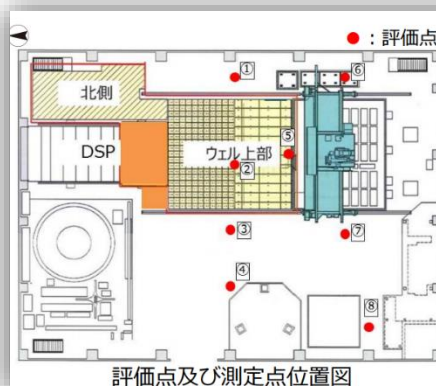 ●：評価点
①
⑥
北側
DSP
ウェル上部
⑤
②
③
⑦
④
⑧
評価点及び測定点位置図